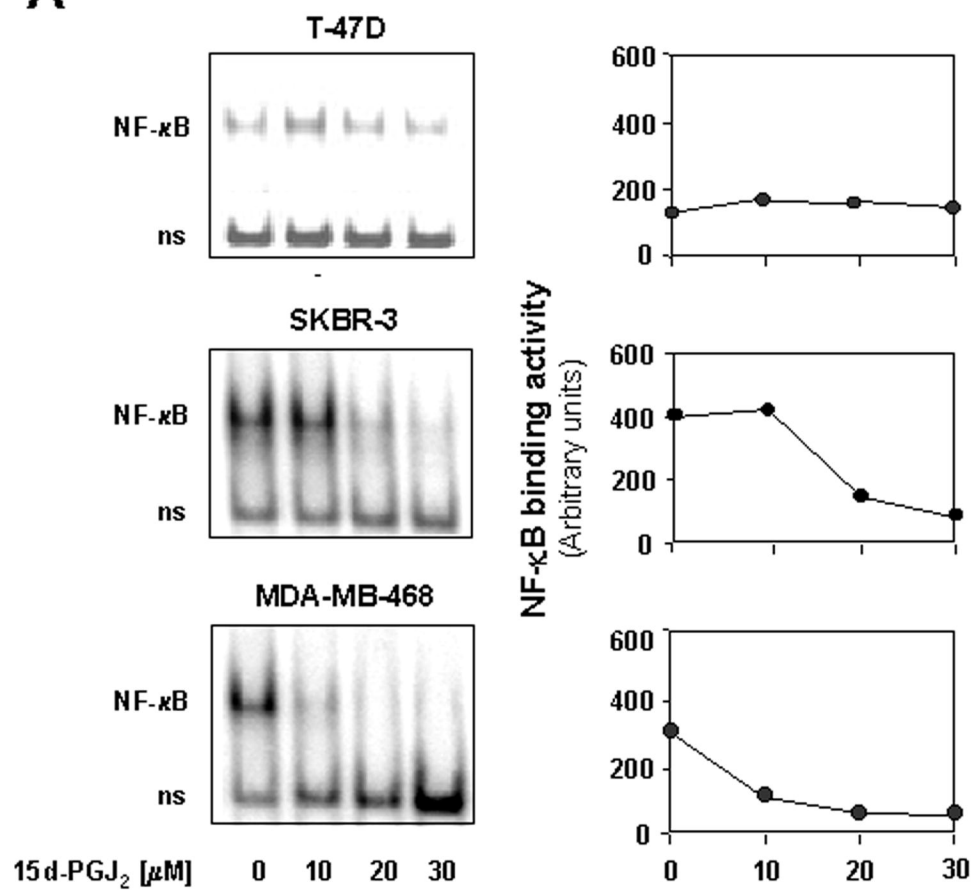 A
T-47D
NF-κB
ns
600
400
200
0
SKBR-3
NF-κB
ns
NF-κB binding activity
(Arbitrary units)
600
400
200
0
MDA-MB-468
NF-κB
ns
600
400
200
0
15d-PGJ₂ [μM] 0 10 20 30
0 10 20 30